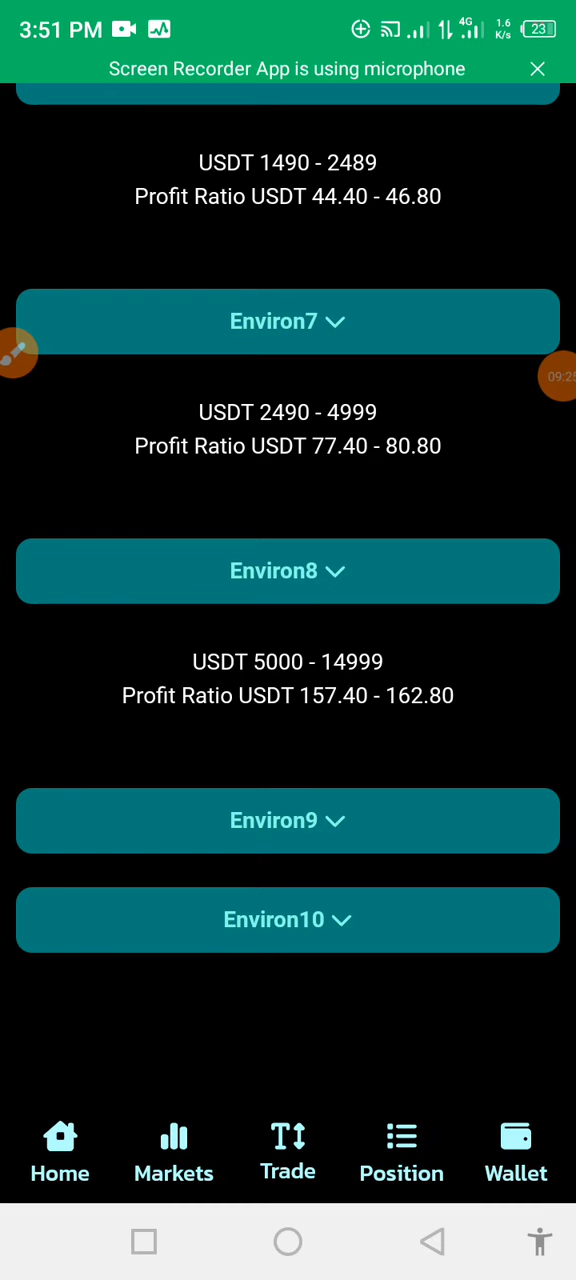 3:51 PM
4G
1.6
K/s
23
Screen Recorder App is using microphone
USDT 1490 - 2489
Profit Ratio USDT 44.40 - 46.80
Environ7
09:25
USDT 2490 - 4999
Profit Ratio USDT 77.40 - 80.80
Environ8
USDT 5000 - 14999
Profit Ratio USDT 157.40 - 162.80
Environ9
Environ10
Home Markets Trade Position Wallet